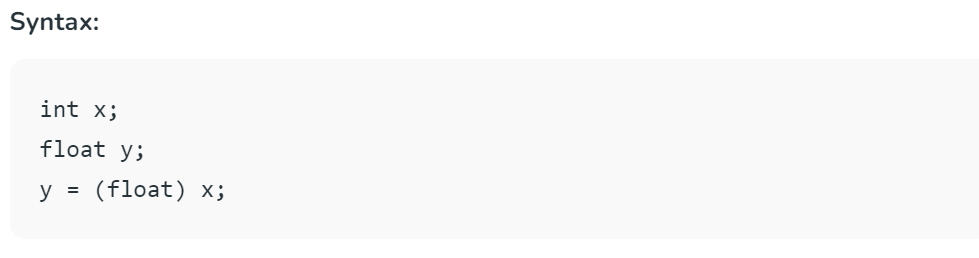 Syntax:
int x;
float y;
y = (float) x;